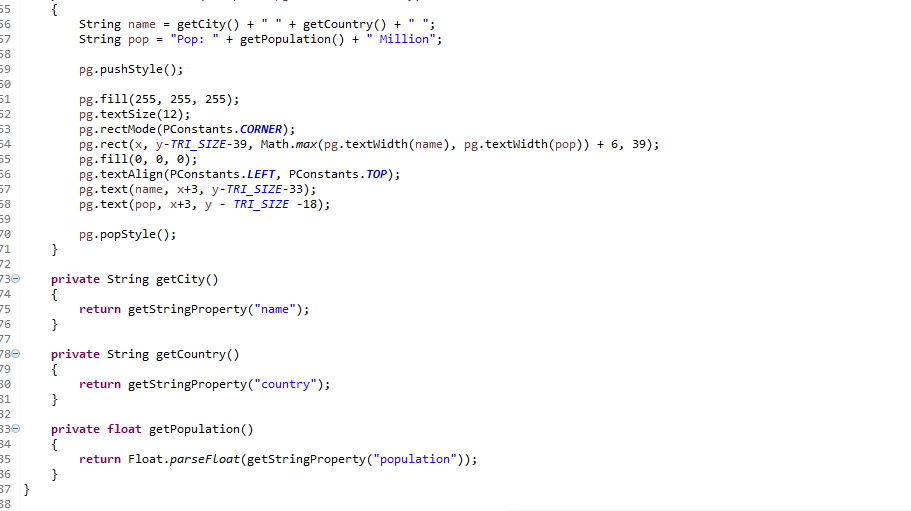 55 {
56 String name = getCity() + " " + getCountry() + " ";
57 String pop = "Pop: " + getPopulation() + " Million";
58
59 pg.pushStyle();
60
61 pg.fill(255, 255, 255);
62 pg.textSize(12);
63 pg.rectMode(PConstants.CORNER);
64 pg.rect(x, y-TRI_SIZE-39, Math.max(pg.textWidth(name), pg.textWidth(pop)) + 6, 39);
65 pg.fill(0, 0, 0);
66 pg.textAlign(PConstants.LEFT, PConstants.TOP);
67 pg.text(name, x+3, y-TRI_SIZE-33);
68 pg.text(pop, x+3, y - TRI_SIZE -18);
69
70 pg.popStyle();
71 }
72
73 private String getCity()
74 {
75 return getStringProperty("name");
76 }
77
78 private String getCountry()
79 {
80 return getStringProperty("country");
81 }
82
83 private float getPopulation()
84 {
85 return Float.parseFloat(getStringProperty("population"));
86 }
87 }
88